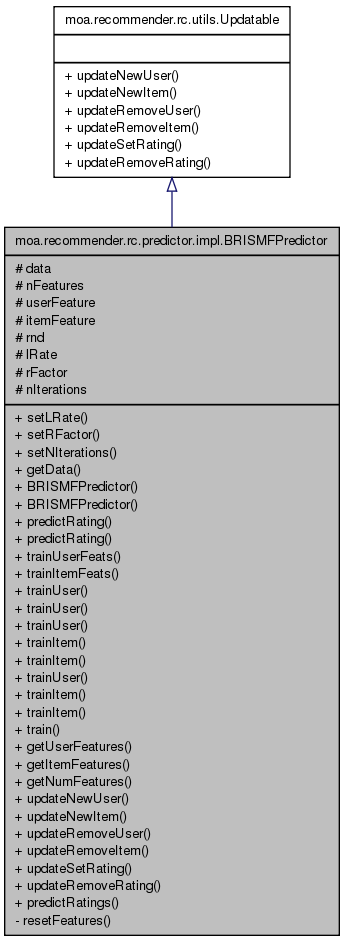 moa.recommender.rc.utils.Updatable
+ updateNewUser()
+ updateNewItem()
+ updateRemoveUser()
+ updateRemoveItem()
+ updateSetRating()
+ updateRemoveRating()
moa.recommender.rc.predictor.impl.BRISMFPredictor
# data
# nFeatures
# userFeature
# itemFeature
# rnd
# lRate
# rFactor
# nIterations
+ setLRate()
+ setRFactor()
+ setNIterations()
+ getData()
+ BRISMFPredictor()
+ BRISMFPredictor()
+ predictRating()
+ predictRating()
+ trainUserFeats()
+ trainItemFeats()
+ trainUser()
+ trainUser()
+ trainUser()
+ trainItem()
+ trainItem()
+ trainUser()
+ trainItem()
+ trainItem()
+ train()
+ getUserFeatures()
+ getItemFeatures()
+ getNumFeatures()
+ updateNewUser()
+ updateNewItem()
+ updateRemoveUser()
+ updateRemoveItem()
+ updateSetRating()
+ updateRemoveRating()
+ predictRatings()
- resetFeatures()